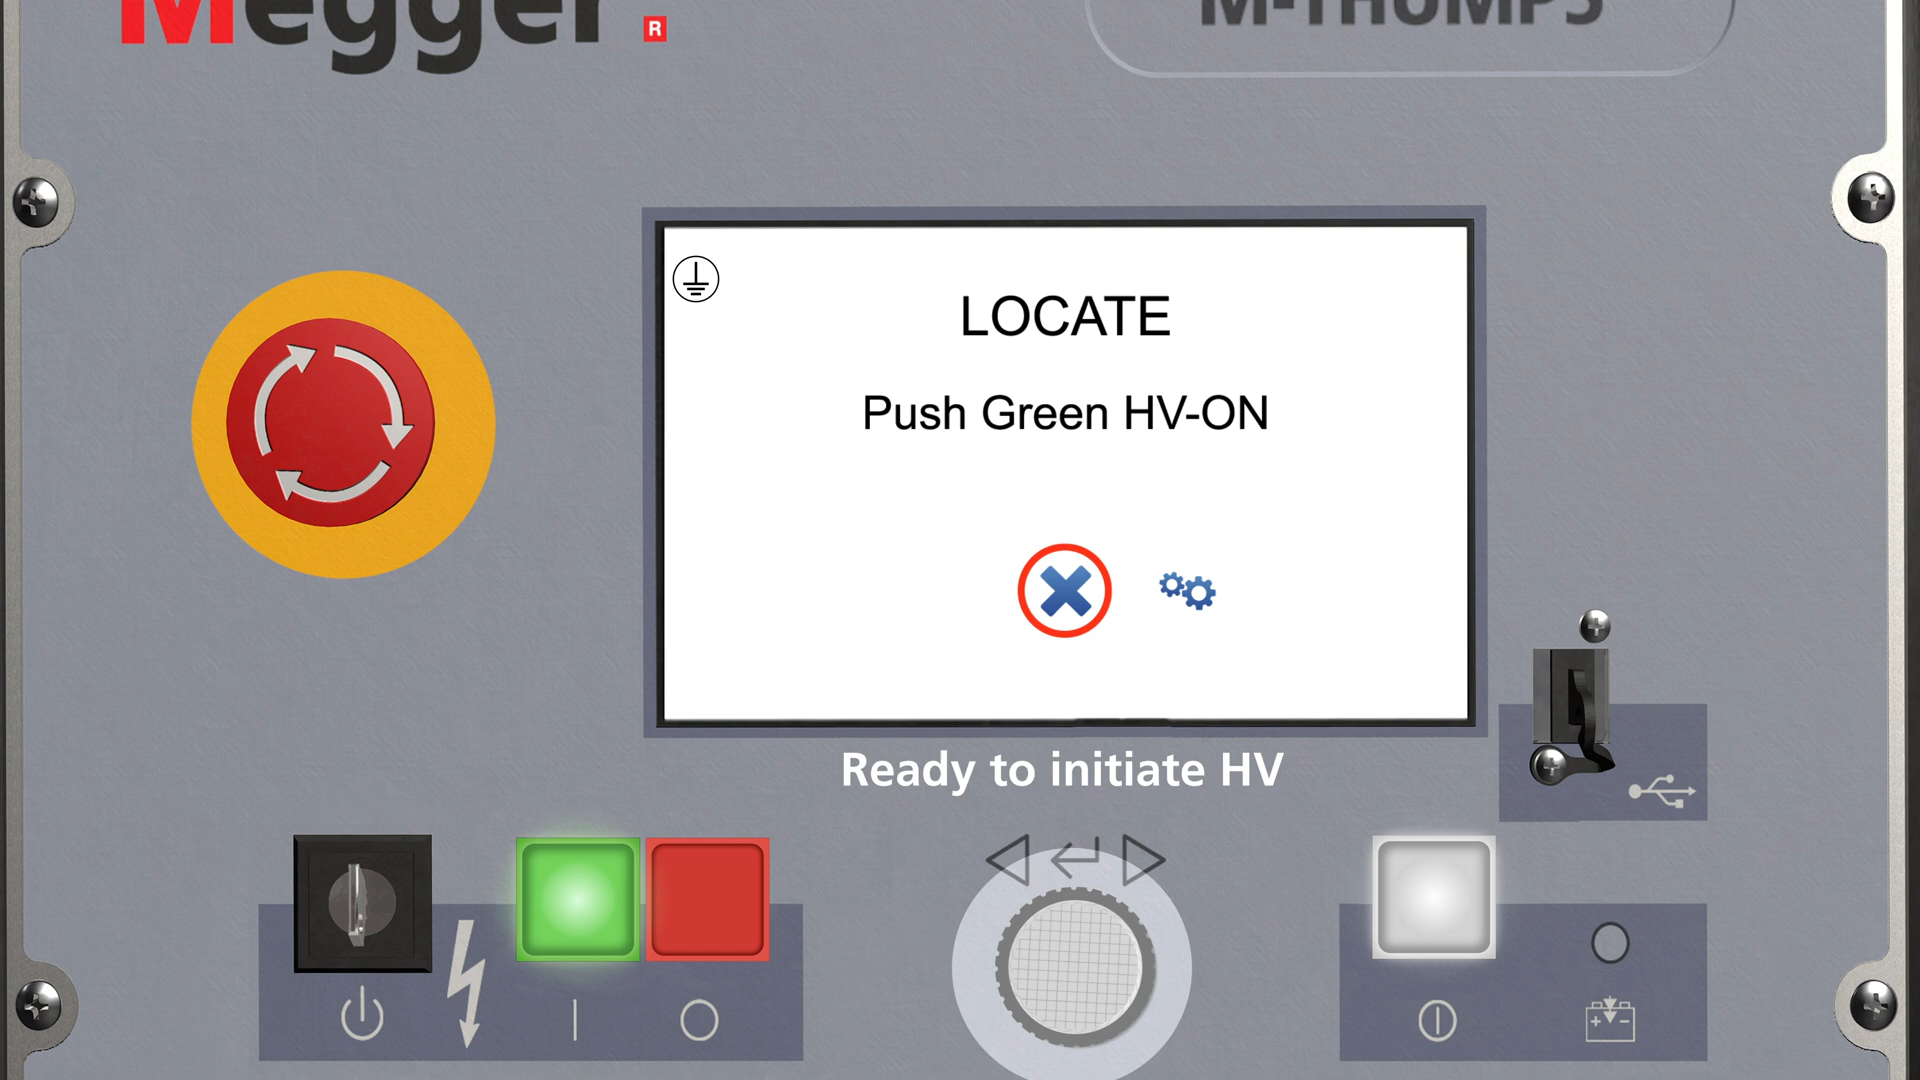 Megger
R
M-THUMP3
LOCATE
Push Green HV-ON
Ready to initiate HV